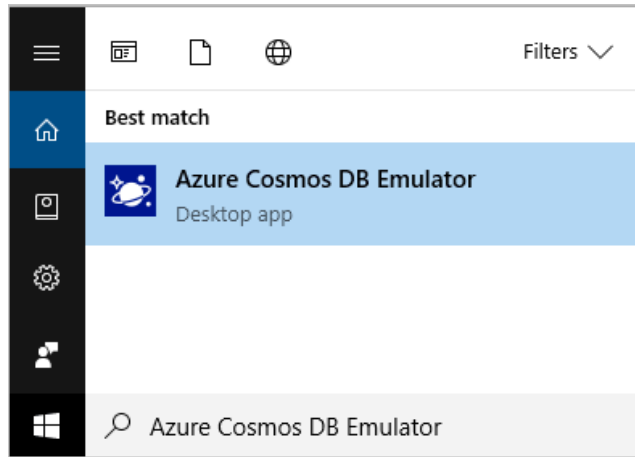 Filters
Best match
Azure Cosmos DB Emulator
Desktop app
Azure Cosmos DB Emulator